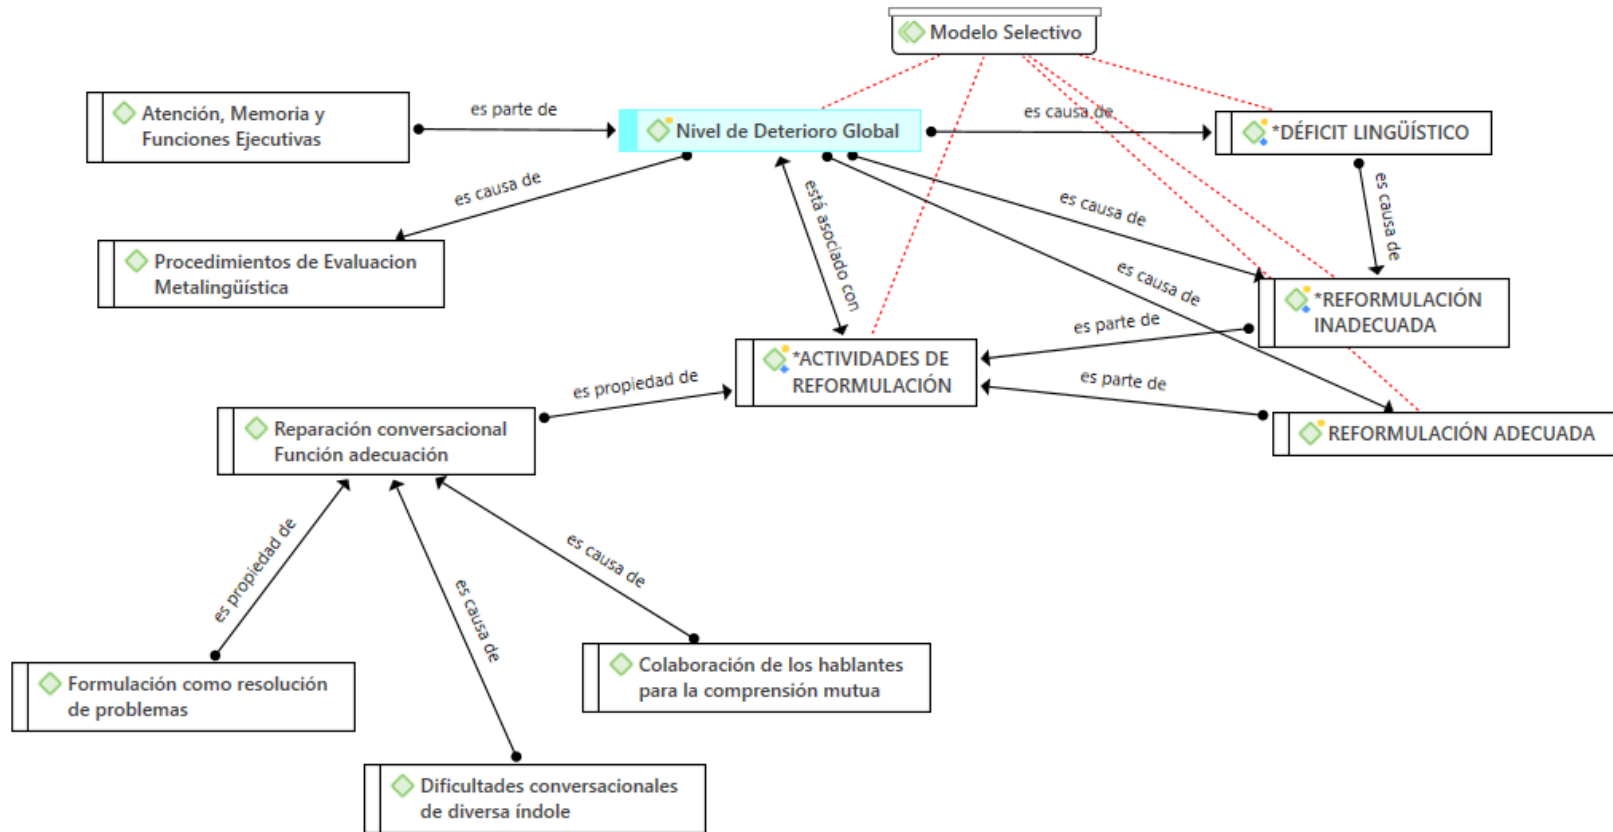 Modelo Selectivo
Atención, Memoria y
Funciones Ejecutivas
es parte de
Nivel de Deterioro Global
es causa de
*DÉFICIT LINGÜÍSTICO
es causa de
es causa de
Procedimientos de Evaluacion
Metalingüística
está asociado con
es causa de
es causa de
*REFORMULACIÓN
INADECUADA
es parte de
*ACTIVIDADES DE
REFORMULACIÓN
es propiedad de
es parte de
REFORMULACIÓN ADECUADA
Reparación conversacional
Función adecuación
es propiedad de
es causa de
es causa de
Formulación como resolución
de problemas
Colaboración de los hablantes
para la comprensión mutua
Dificultades conversacionales
de diversa índole